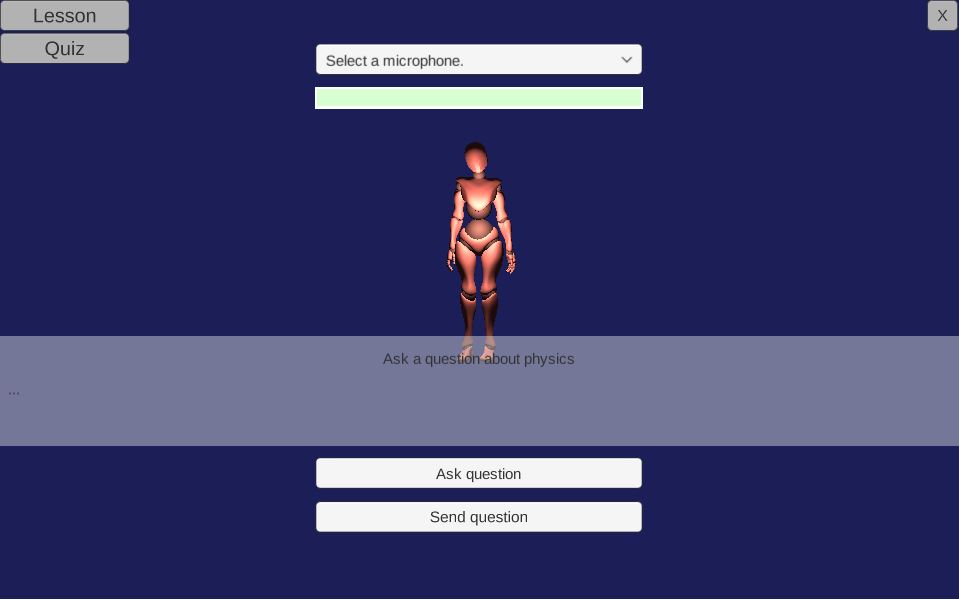 Lesson
X
Quiz
Select a microphone.
Ask a question about physics
...
Ask question
Send question